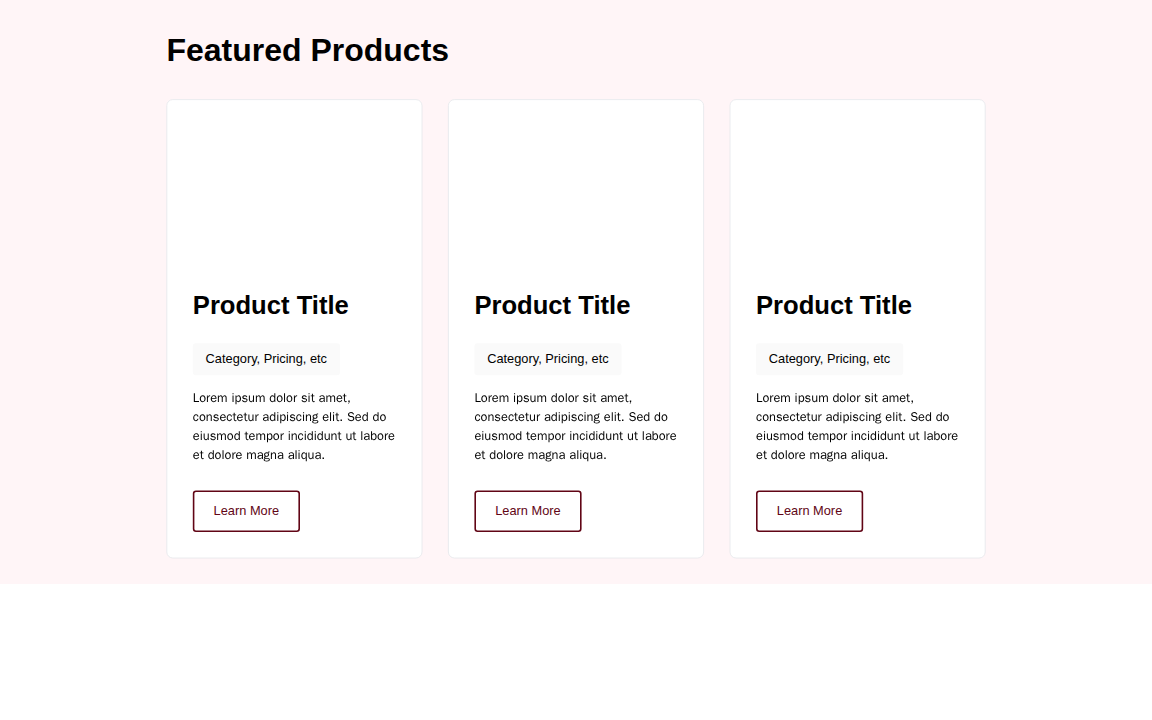 Featured Products
Product Title
Category, Pricing, etc
Lorem ipsum dolor sit amet,
consectetur adipiscing elit. Sed do
eiusmod tempor incididunt ut labore
et dolore magna aliqua.
Learn More
Product Title
Category, Pricing, etc
Lorem ipsum dolor sit amet,
consectetur adipiscing elit. Sed do
eiusmod tempor incididunt ut labore
et dolore magna aliqua.
Learn More
Product Title
Category, Pricing, etc
Lorem ipsum dolor sit amet,
consectetur adipiscing elit. Sed do
eiusmod tempor incididunt ut labore
et dolore magna aliqua.
Learn More